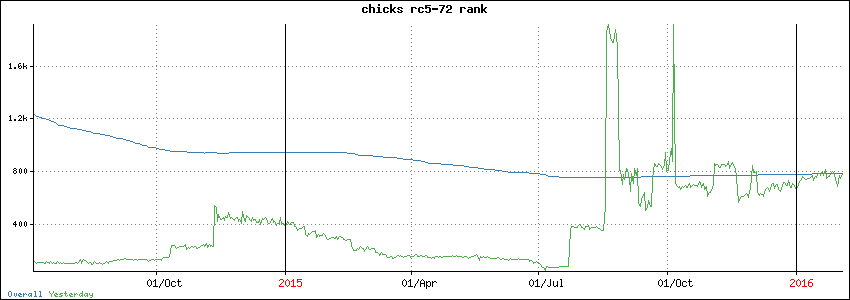 chicks rc5-72 rank
1.6k
1.2k
800
400
01/Oct 2015 01/Apr 01/Jul 01/Oct 2016
Overall Yesterday